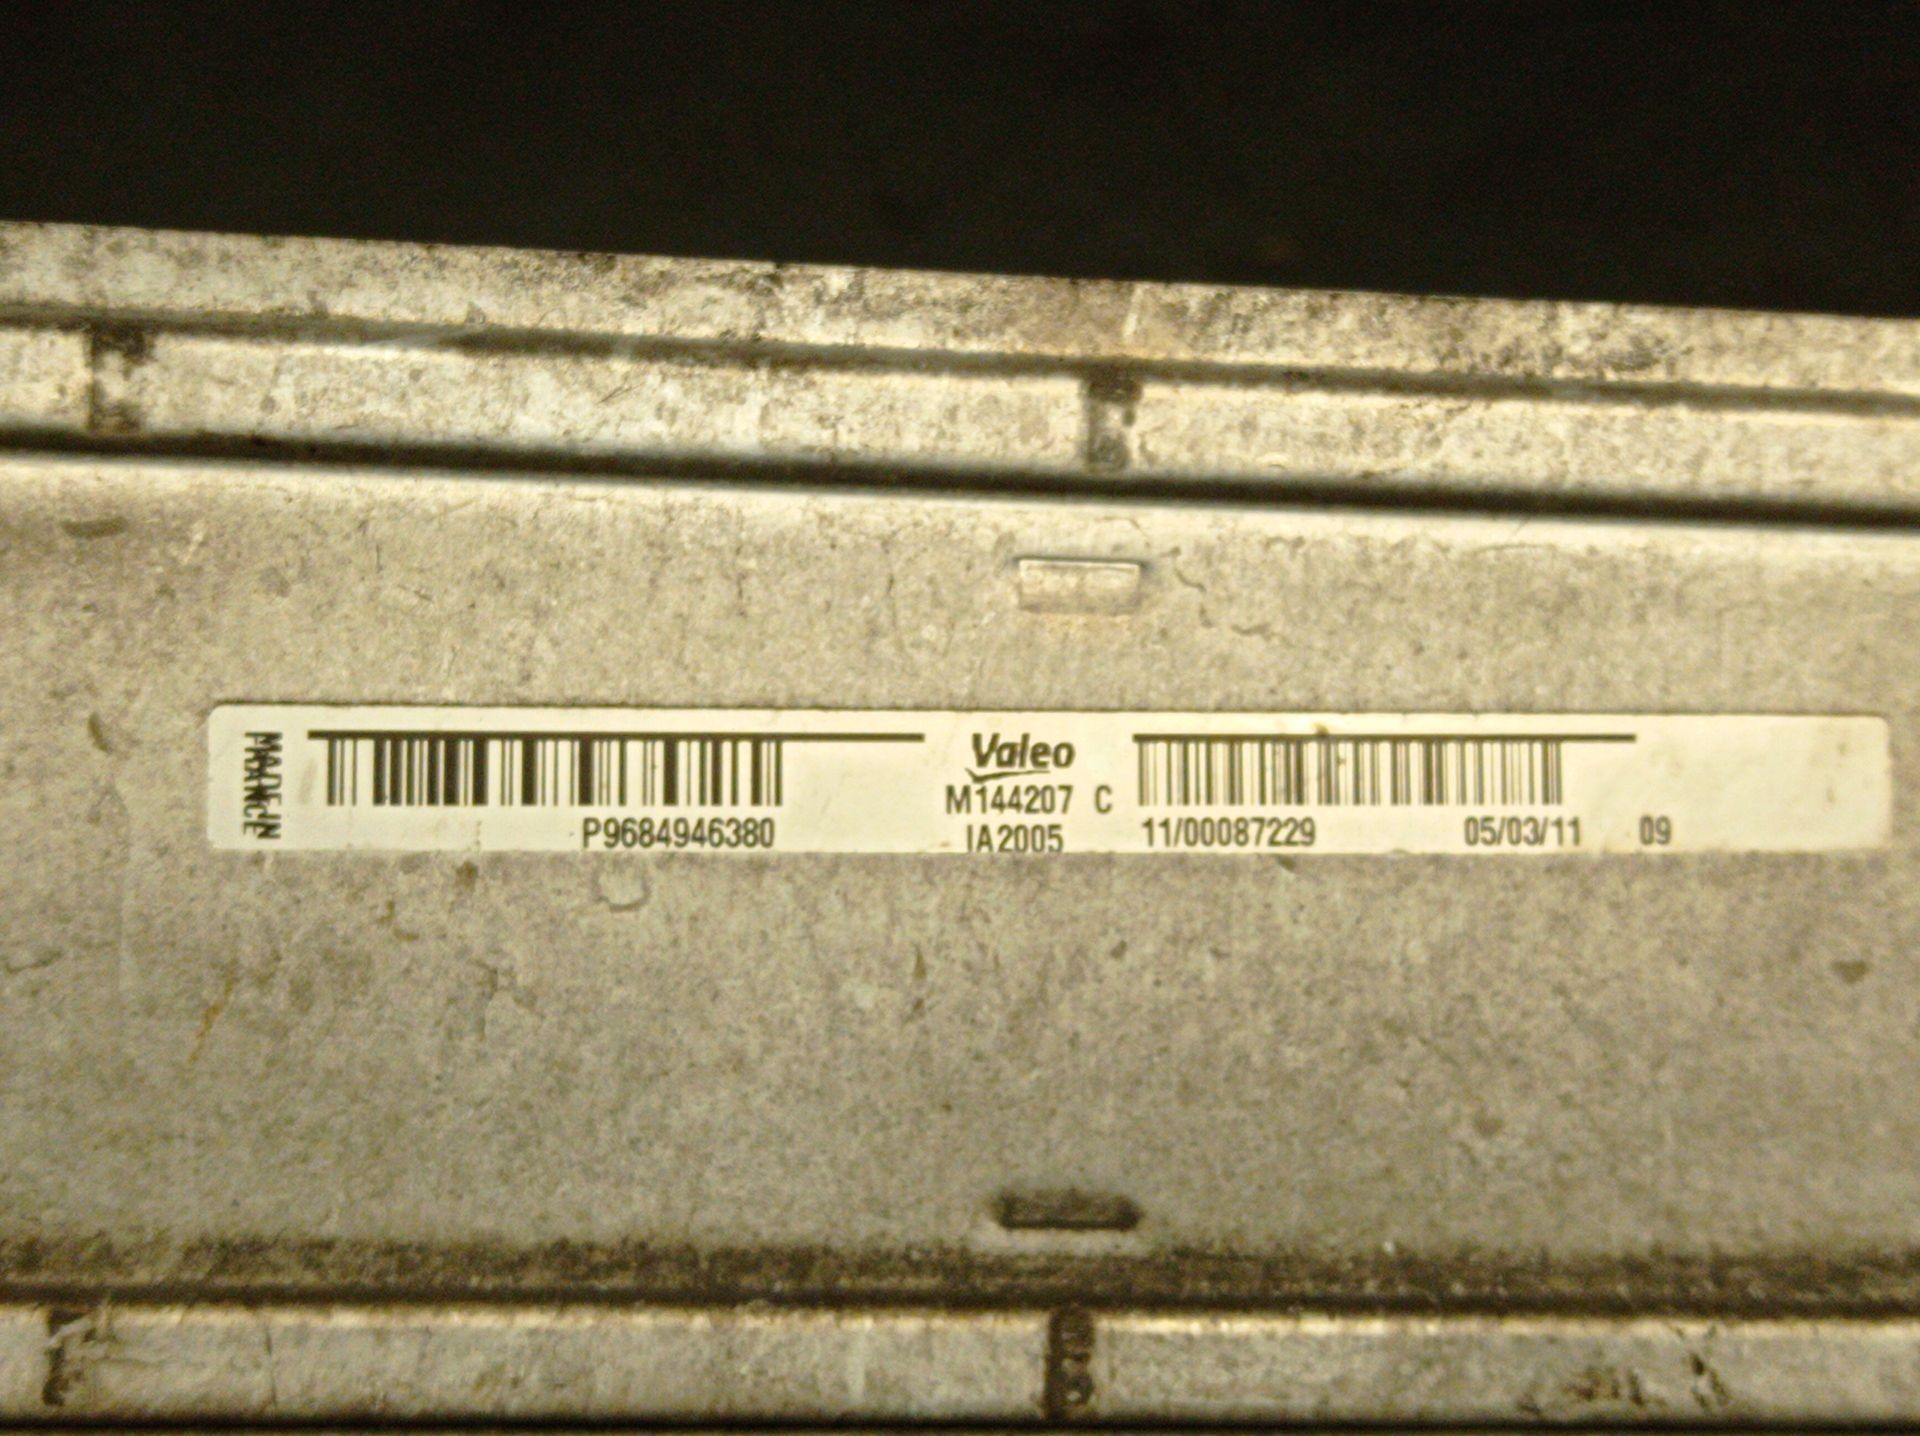 MADE IN
FRANCE
P9684946380
Valeo
M144207 C
IA2005
11/00087229 05/03/11 09